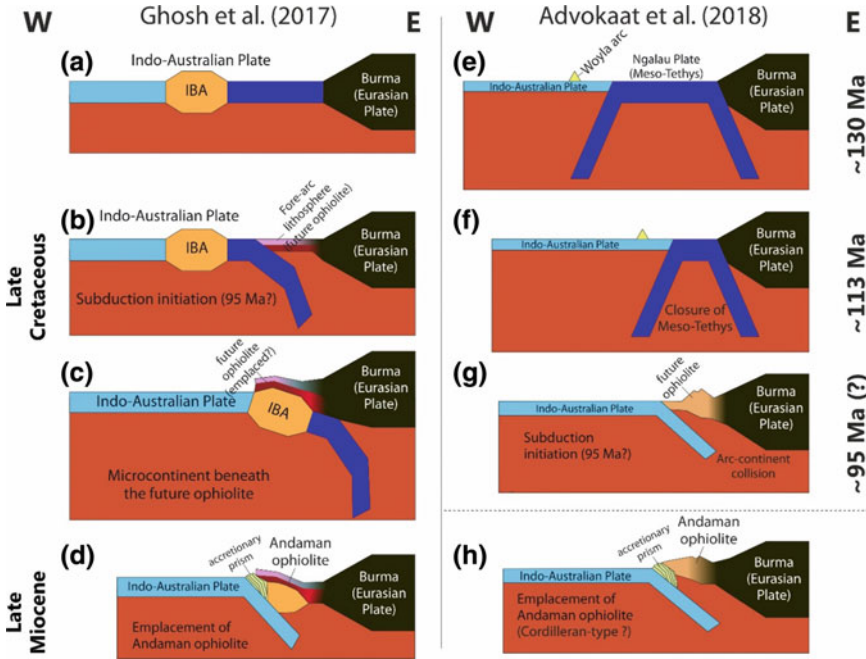 W
Ghosh et al. (2017)
E
(a)
Indo-Australian Plate
IBA
Burma
(Eurasian
Plate)
Late
Cretaceous
(b)
Indo-Australian Plate
Fore-arc
lithosphere
future ophiolite)
IBA
Burma
(Eurasian
Plate)
Subduction initiation (95 Ma?)
(c)
future
ophiolite
(emplaced?)
Indo-Australian Plate
IBA
Burma
(Eurasian
Plate)
Microcontinent beneath
the future ophiolite
Late
Miocene
(d)
accretionary
prism
Andaman
ophiolite
Indo-Australian Plate
Burma
(Eurasian
Plate)
Emplacement of
Andaman ophiolite
W
Advokaat et al. (2018)
E
(e)
Woyla arc
Ngalau Plate
(Meso-Tethys)
Indo-Australian Plate
Burma
(Eurasian
Plate)
~130 Ma
(f)
Indo-Australian Plate
Burma
(Eurasian
Plate)
Closure of
Meso-Tethys
~113 Ma
(g)
future
ophiolite
Indo-Australian Plate
Burma
(Eurasian
Plate)
Subduction
initiation (95 Ma?)
Arc-continent
collision
~95 Ma (?)
(h)
accretionary
prism
Andaman
ophiolite
Indo-Australian Plate
Burma
(Eurasian
Plate)
Emplacement of
Andaman ophiolite
(Cordilleran-type ?)